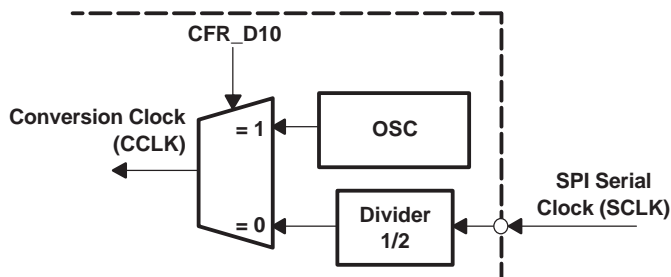 CFR_D10
Conversion Clock
(CCLK)
= 1
OSC
SPI Serial
Clock (SCLK)
= 0
Divider
1/2